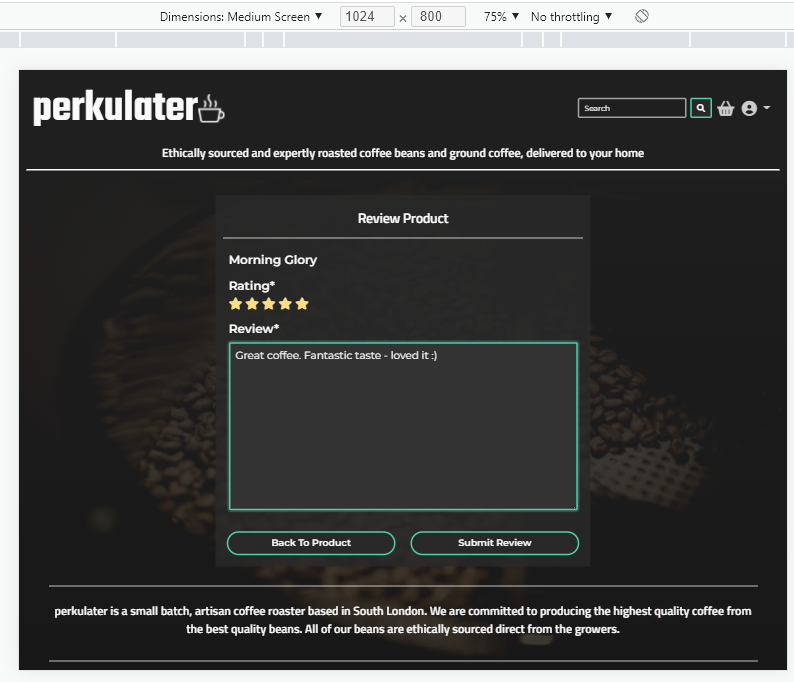 Dimensions: Medium Screen ▼ 1024 × 800 75% ▼ No throttling ▼
perkulater
Search
Ethically sourced and expertly roasted coffee beans and ground coffee, delivered to your home
Review Product
Morning Glory
Rating*
Review*
Great coffee. Fantastic taste - loved it :)
Back To Product Submit Review
perkulater is a small batch, artisan coffee roaster based in South London. We are committed to producing the highest quality coffee from
the best quality beans. All of our beans are ethically sourced direct from the growers.